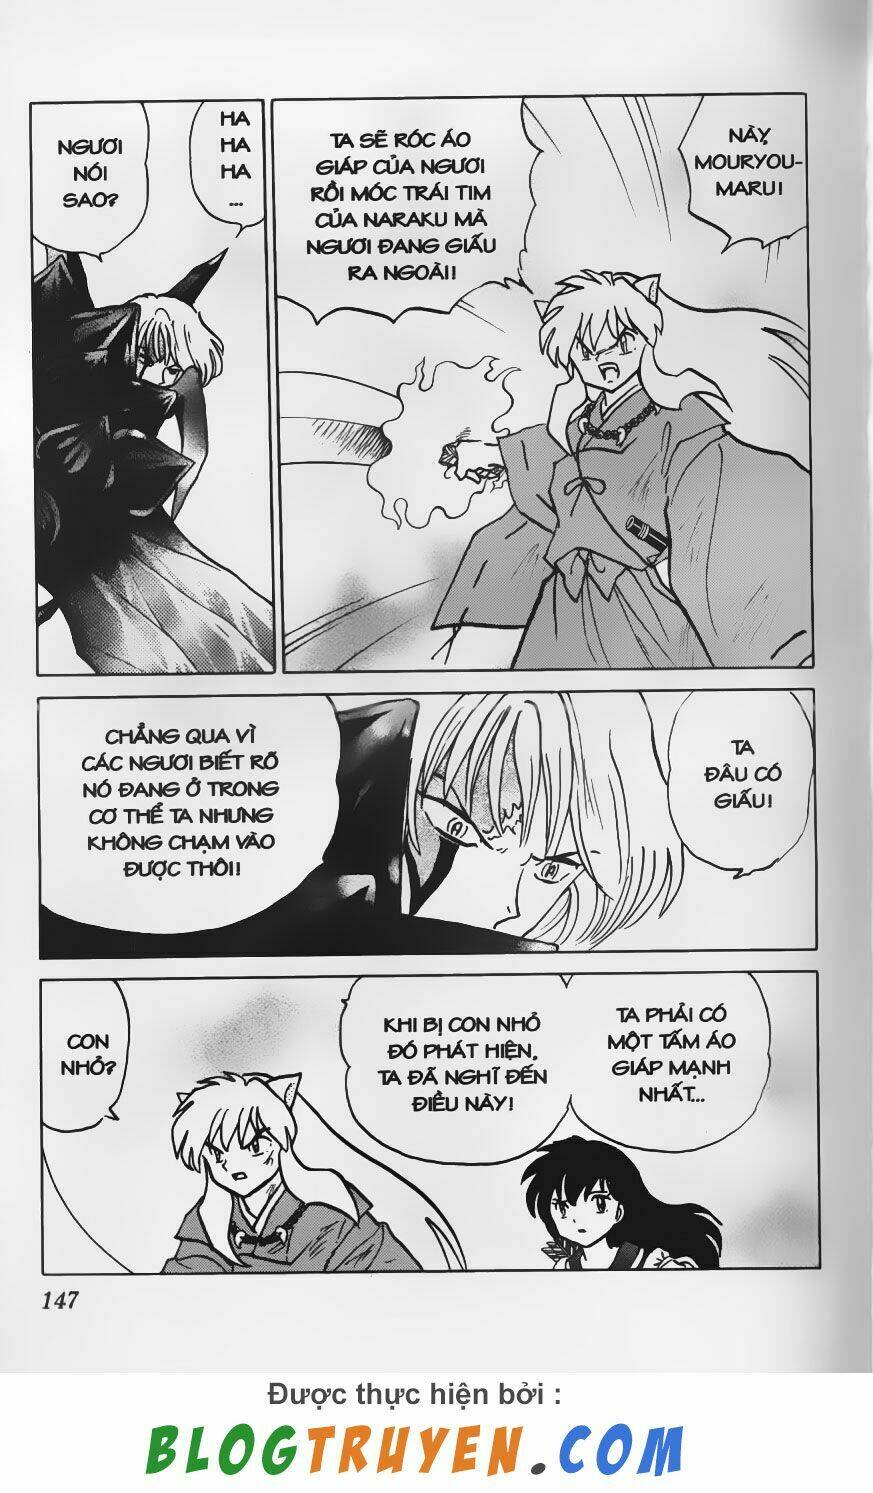 NÀY,
MOURYOU-
MARU!
TA SẼ RÓC ÁO
GIÁP CỦA NGƯƠI
RỒI MÓC TRÁI TIM
CỦA NARAKU MÀ
NGƯƠI ĐANG GIẤU
RA NGOÀI!
HA
HA
HA
...
NGƯƠI
NÓI
SAO?
TA
ĐÂU CÓ
GIẤU!
CHẲNG QUA VÌ
CÁC NGƯƠI BIẾT RÕ
NÓ ĐANG Ở TRONG
CƠ THỂ TA NHƯNG
KHÔNG CHẠM VÀO
ĐƯỢC THÔI!
TA PHẢI CÓ
MỘT TẤM ÁO
GIÁP MẠNH
NHẤT...
KHI BỊ CON NHỎ
ĐÓ PHÁT HIỆN,
TA ĐÃ NGHĨ ĐẾN
ĐIỀU NÀY!
CON
NHỎ?
147
Được thực hiện bởi :
BLOGTRUYEN.COM